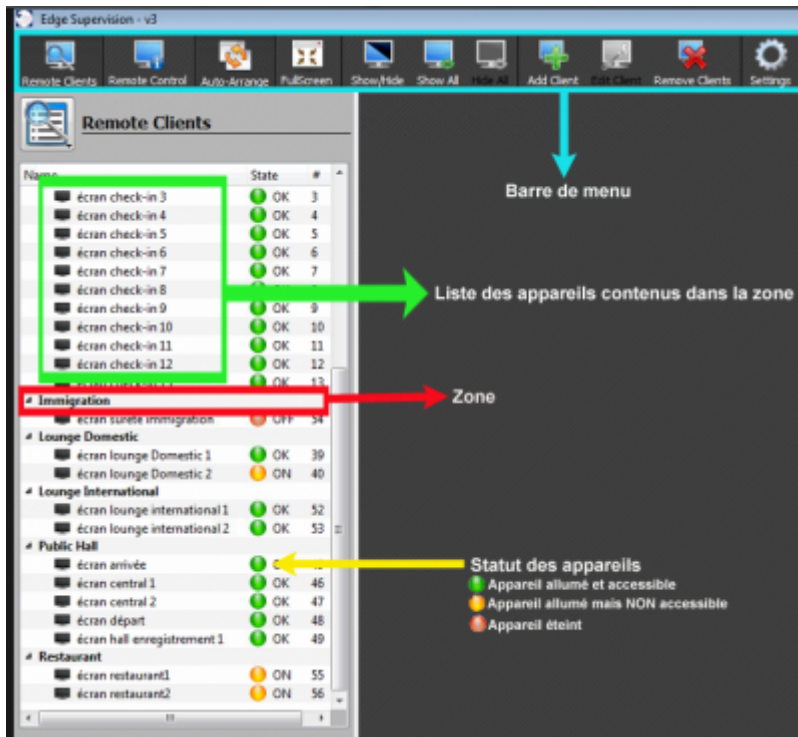 Edge Supervision - v3
Remote Clients Remote Control Auto-Arrange FullScreen Show/Hide Show All Hide All Add Client Edit Client Remove Clients Settings
Remote Clients
Name State #
écran check-in 3 OK 3
écran check-in 4 OK 4
écran check-in 5 OK 5
écran check-in 6 OK 6
écran check-in 7 OK 7
écran check-in 8
écran check-in 9 OK 9
écran check-in 10 OK 10
écran check-in 11 OK 11
écran check-in 12 OK 12
OK 13
Immigration
écran sureté immigration OFF 54
Lounge Domestic
écran lounge Domestic 1 OK 39
écran lounge Domestic 2 ON 40
Lounge International
écran lounge international 1 OK 52
écran lounge international 2 OK 53
Public Hall
écran arrivée
écran central 1 OK 46
écran central 2 OK 47
écran départ OK 48
écran hall enregistrement 1 OK 49
Restaurant
écran restaurant1 ON 55
écran restaurant2 ON 56
Barre de menu
Liste des appareils contenus dans la zone
Zone
Statut des appareils
Appareil allumé et accessible
Appareil allumé mais NON accessible
Appareil éteint